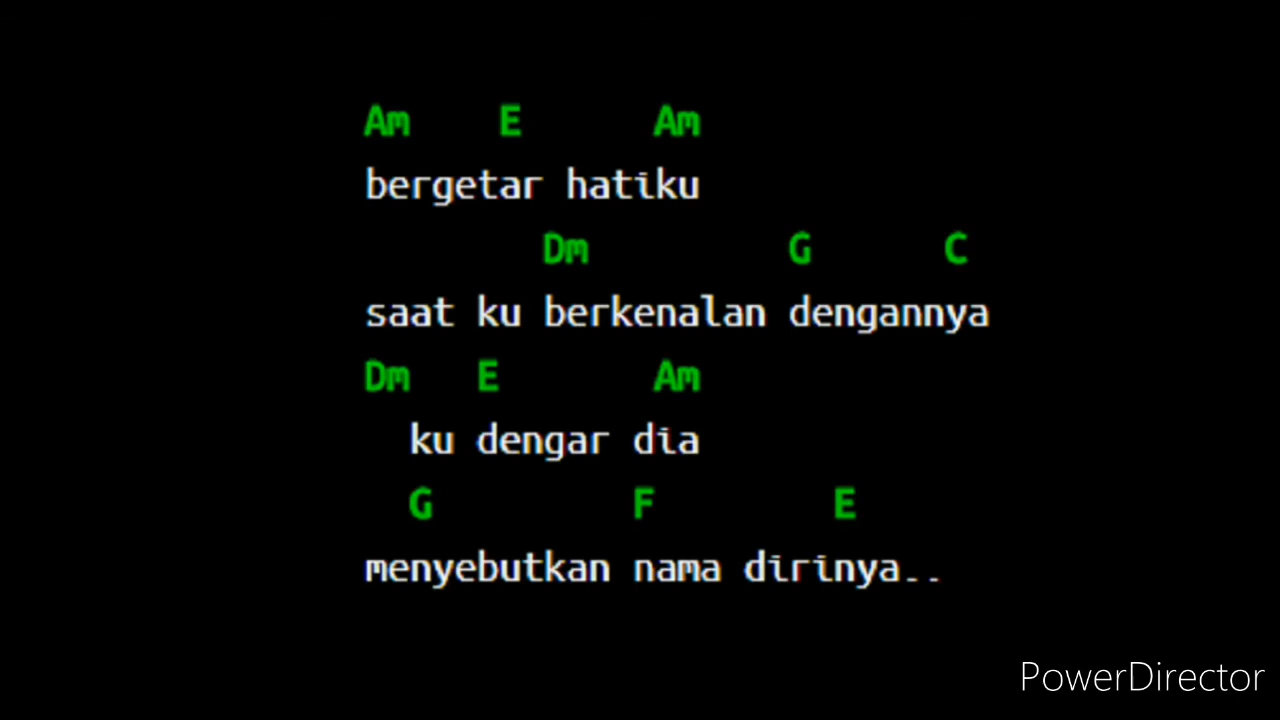 Am    E      Am
bergetar hatiku
        Dm         G      C
saat ku berkenalan dengannya
Dm   E       Am
  ku dengar dia
  G         F        E
menyebutkan nama dirinya..
PowerDirector